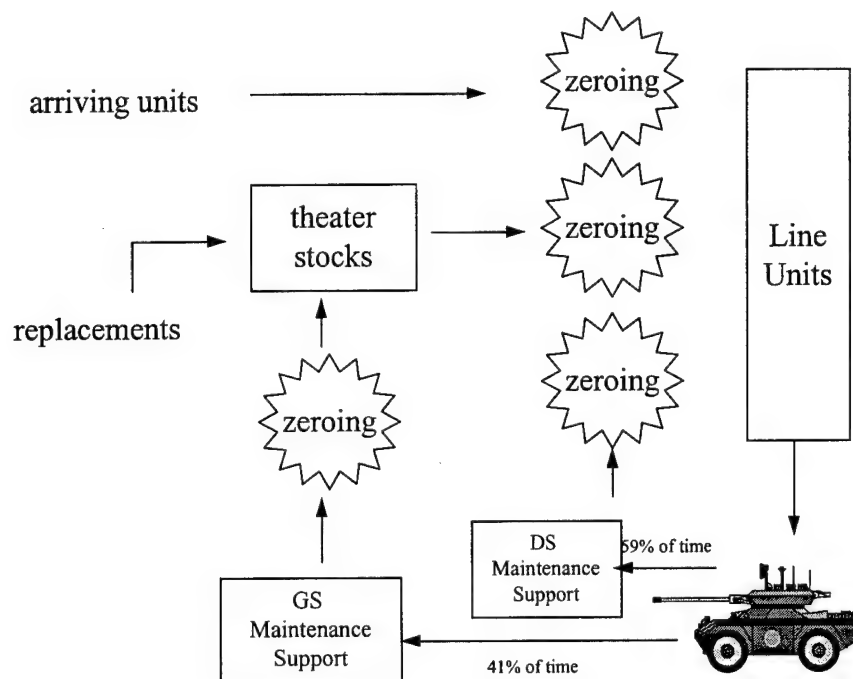 zeroing
arriving units
theater
stocks
zeroing
Line
Units
replacements
zeroing
zeroing
DS
Maintenance
Support
59% of time
GS
Maintenance
Support
41% of time